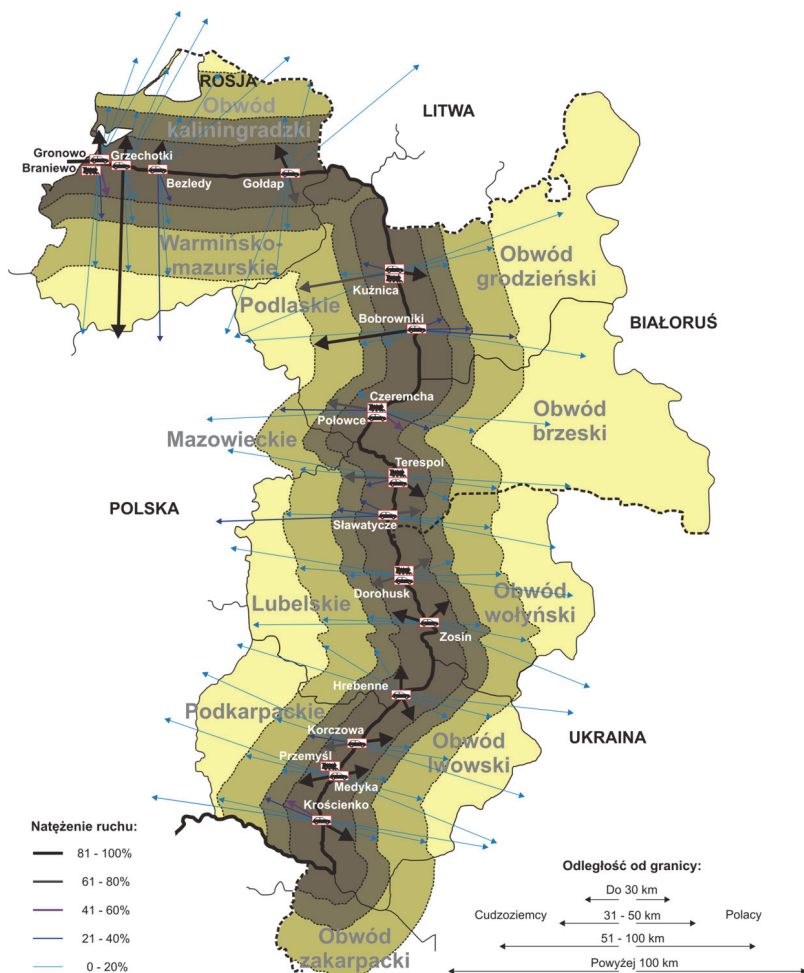 ROSJA
Obwód
kaliningradzki
LITWA
Gronowo
Grzechotki
Braniewo
Bezledy
Gołdap
Warmińsko-
mazurskie
Obwód
grodzieński
Kuźnica
Podlaskie
Bobrowniki
BIAŁORUŚ
Czeremcha
Połowce
Obwód
brzeski
Mazowieckie
Terespol
POLSKA
Sławatycze
Dorohusk
Obwód
wołyński
Lubelskie
Zosin
Hrebenne
Podkarpackie
Korczowa
UKRAINA
Obwód
lwowski
Przemyśl
Medyka
Krościenko
Natężenie ruchu:
81 - 100%
61 - 80%
41 - 60%
21 - 40%
0 - 20%
Odległość od granicy:
Do 30 km
Cudzoziemcy
31 - 50 km
Polacy
51 - 100 km
Powyżej 100 km
Obwód
zakarpacki